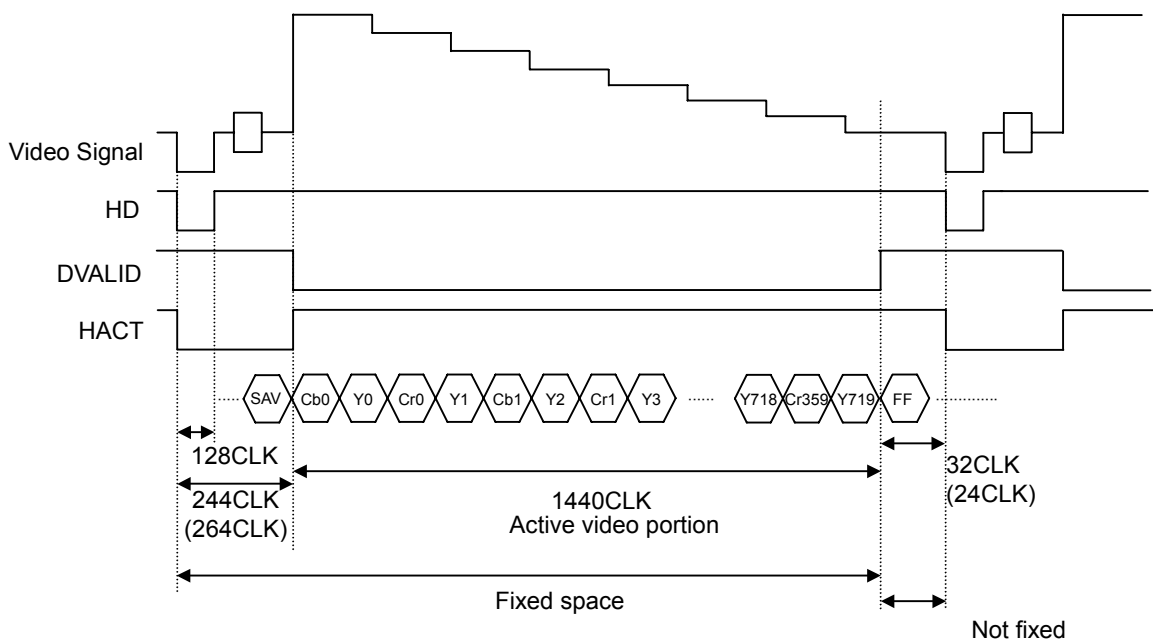 Video Signal
HD
DVALID
HACT
SAV Cb0 Y0 Cr0 Y1 Cb1 Y2 Cr1 Y3 Y718 Cr359 Y719 FF
128CLK
244CLK
(264CLK)
1440CLK
Active video portion
32CLK
(24CLK)
Fixed space
Not fixed